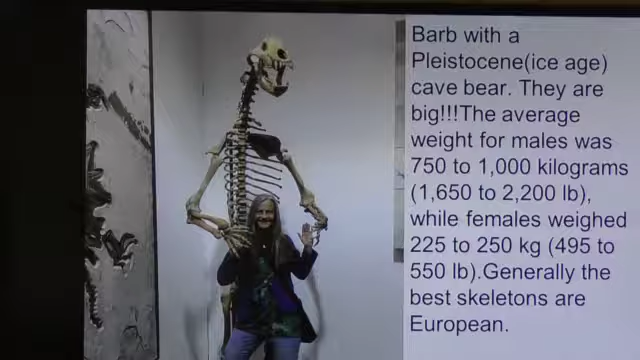 Barb with a
Pleistocene(ice age)
cave bear. They are
big!!!The average
weight for males was
750 to 1,000 kilograms
(1,650 to 2,200 lb),
while females weighed
225 to 250 kg (495 to
550 lb).Generally the
best skeletons are
European.